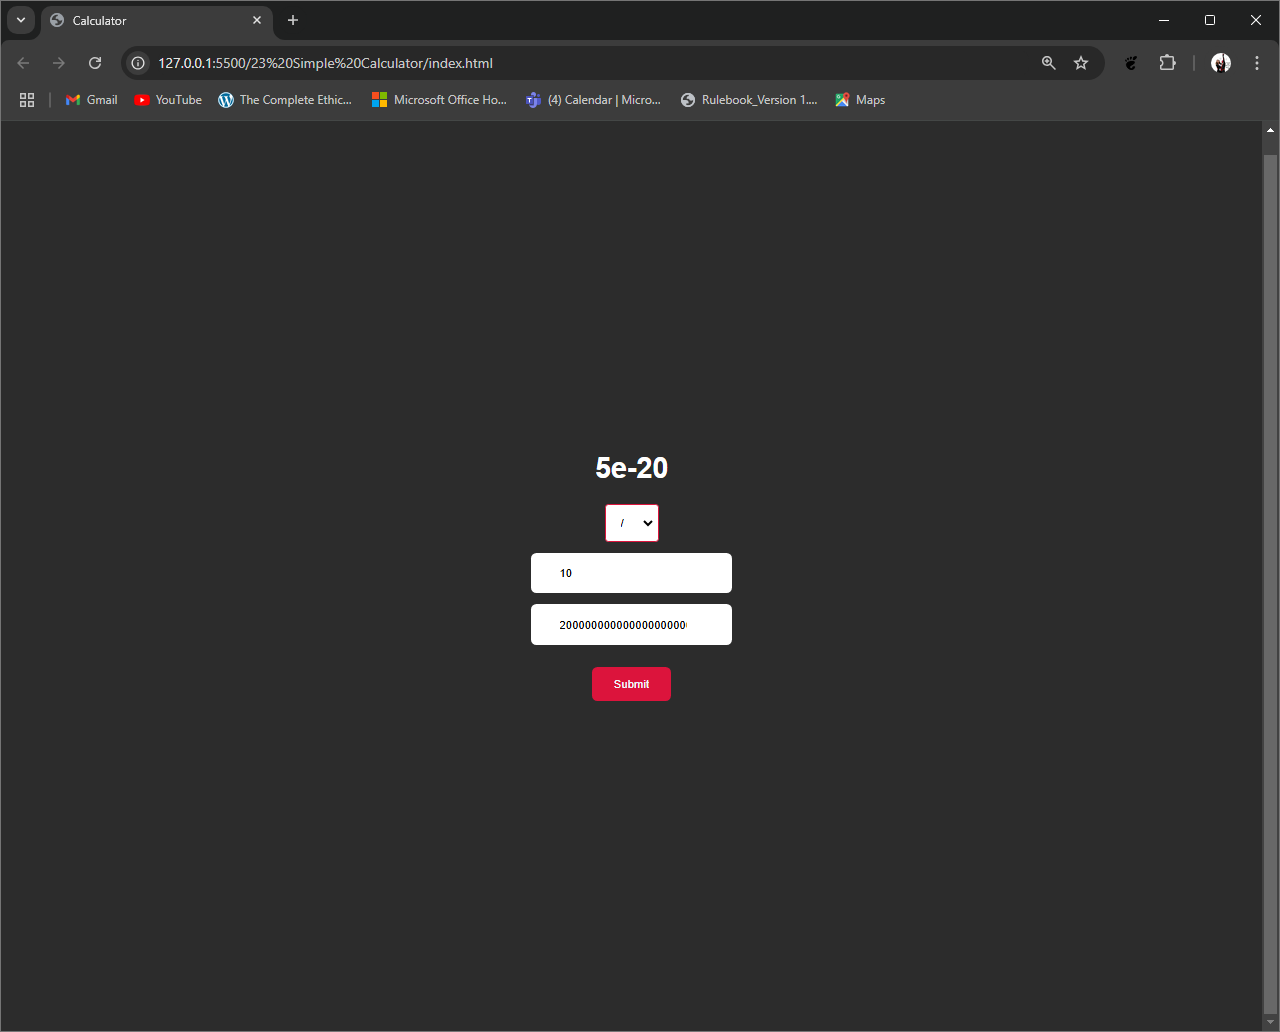 Calculator
127.0.0.1:5500/23%20Simple%20Calculator/index.html
Gmail YouTube The Complete Ethic... Microsoft Office Ho... (4) Calendar | Micro... Rulebook_Version 1.... Maps
5e-20
/
10
Submit